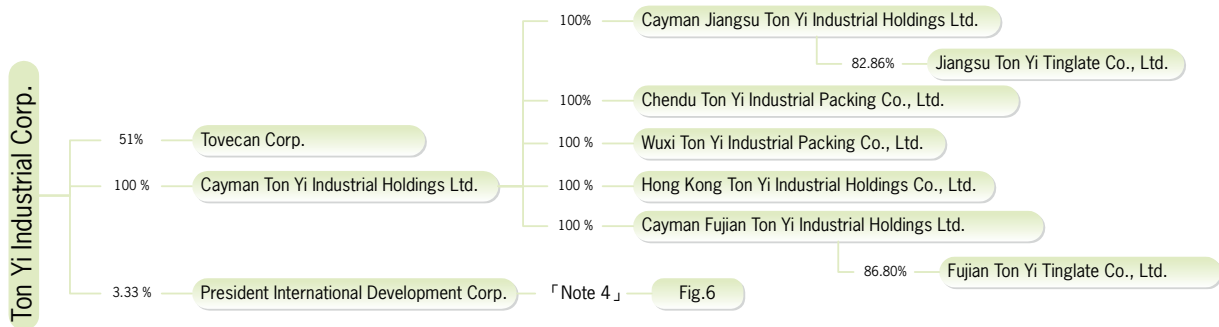 Ton Yi Industrial Corp.
100%
Cayman Jiangsu Ton Yi Industrial Holdings Ltd.
82.86%
Jiangsu Ton Yi Tinglate Co., Ltd.
100%
Chendu Ton Yi Industrial Packing Co., Ltd.
51%
Tovecan Corp.
100 %
Wuxi Ton Yi Industrial Packing Co., Ltd.
100 %
Cayman Ton Yi Industrial Holdings Ltd.
100 %
Hong Kong Ton Yi Industrial Holdings Co., Ltd.
100 %
Cayman Fujian Ton Yi Industrial Holdings Ltd.
86.80%
Fujian Ton Yi Tinglate Co., Ltd.
3.33 %
President International Development Corp.
「Note 4」
Fig.6